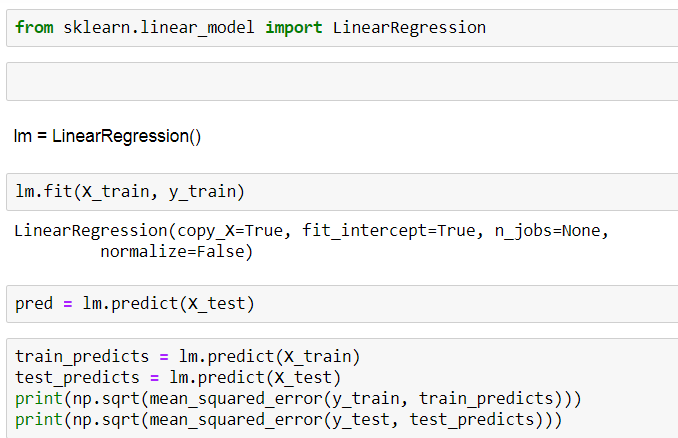 from sklearn.linear_model import LinearRegression
lm = LinearRegression()
lm.fit(X_train, y_train)
LinearRegression(copy_X=True, fit_intercept=True, n_jobs=None,
normalize=False)
pred = lm.predict(X_test)
train_predicts = lm.predict(X_train)
test_predicts = lm.predict(X_test)
print(np.sqrt(mean_squared_error(y_train, train_predicts)))
print(np.sqrt(mean_squared_error(y_test, test_predicts)))